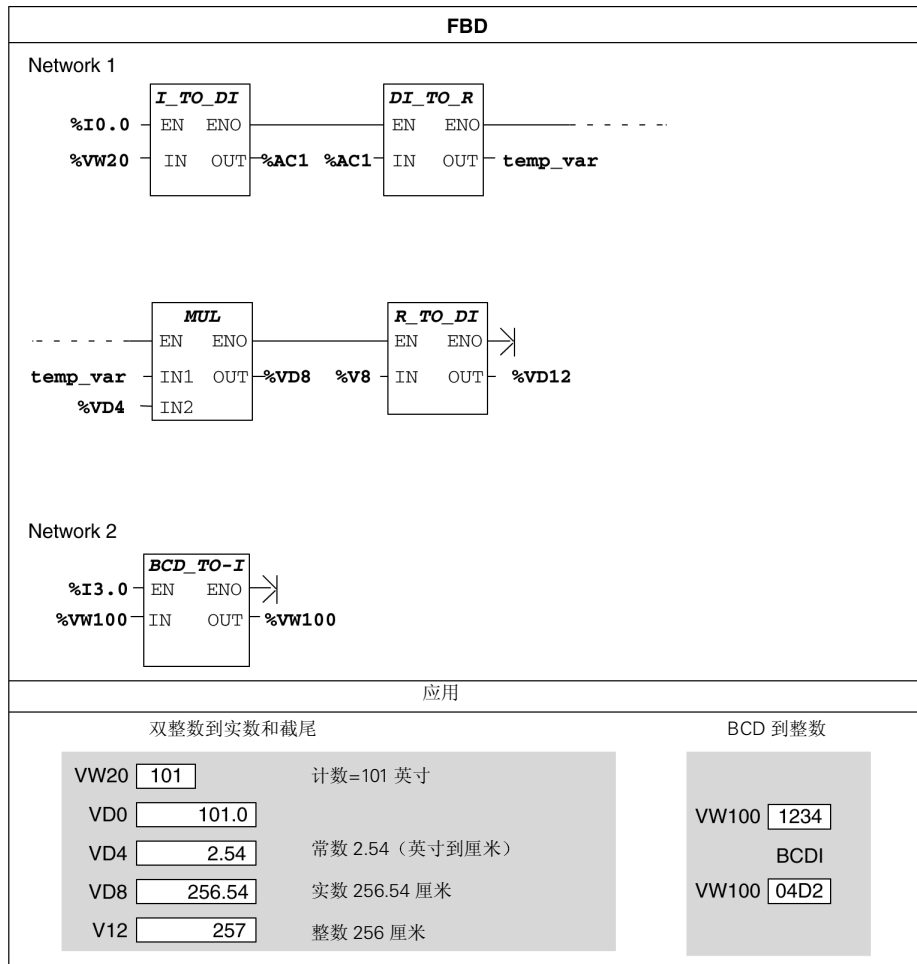 FBD
Network 1
I_TO_DI DI_TO_R
%I0.0 EN ENO EN ENO
%VW20 IN OUT %AC1 %AC1 IN OUT temp_var
MUL R_TO_DI
EN ENO EN ENO
temp_var IN1 OUT %VD8 %V8 IN OUT %VD12
%VD4 IN2
Network 2
BCD_TO-I
%I3.0 EN ENO
%VW100 IN OUT %VW100
应用
双整数到实数和截尾 BCD 到整数
VW20 101 计数=101 英寸
VD0 101.0 VW100 1234
VD4 2.54 常数 2.54（英寸到厘米） BCDI
VD8 256.54 实数 256.54 厘米 VW100 04D2
V12 257 整数 256 厘米